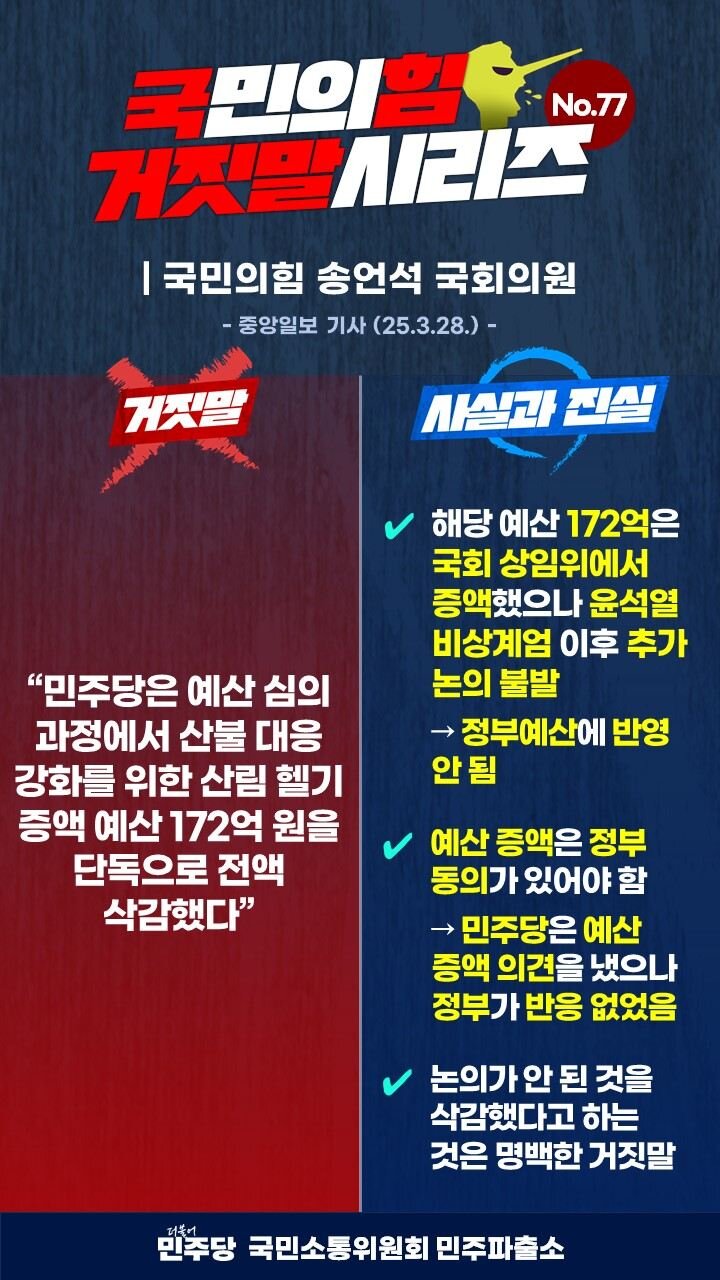 국민의힘
No.77
거짓말시리즈
| 국민의힘 송언석 국회의원
- 중앙일보 기사 (25.3.28.) -
거짓말
“민주당은 예산 심의
과정에서 산불 대응
강화를 위한 산림 헬기
증액 예산 172억 원을
단독으로 전액
삭감했다”
사실과 진실
✔ 해당 예산 172억은
국회 상임위에서
증액했으나 윤석열
비상계엄 이후 추가
논의 불발
→ 정부예산에 반영
안 됨
✔ 예산 증액은 정부
동의가 있어야 함
→ 민주당은 예산
증액 의견을 냈으나
정부가 반응 없었음
✔ 논의가 안 된 것을
삭감했다고 하는
것은 명백한 거짓말
더불어
민주당 국민소통위원회 민주파출소